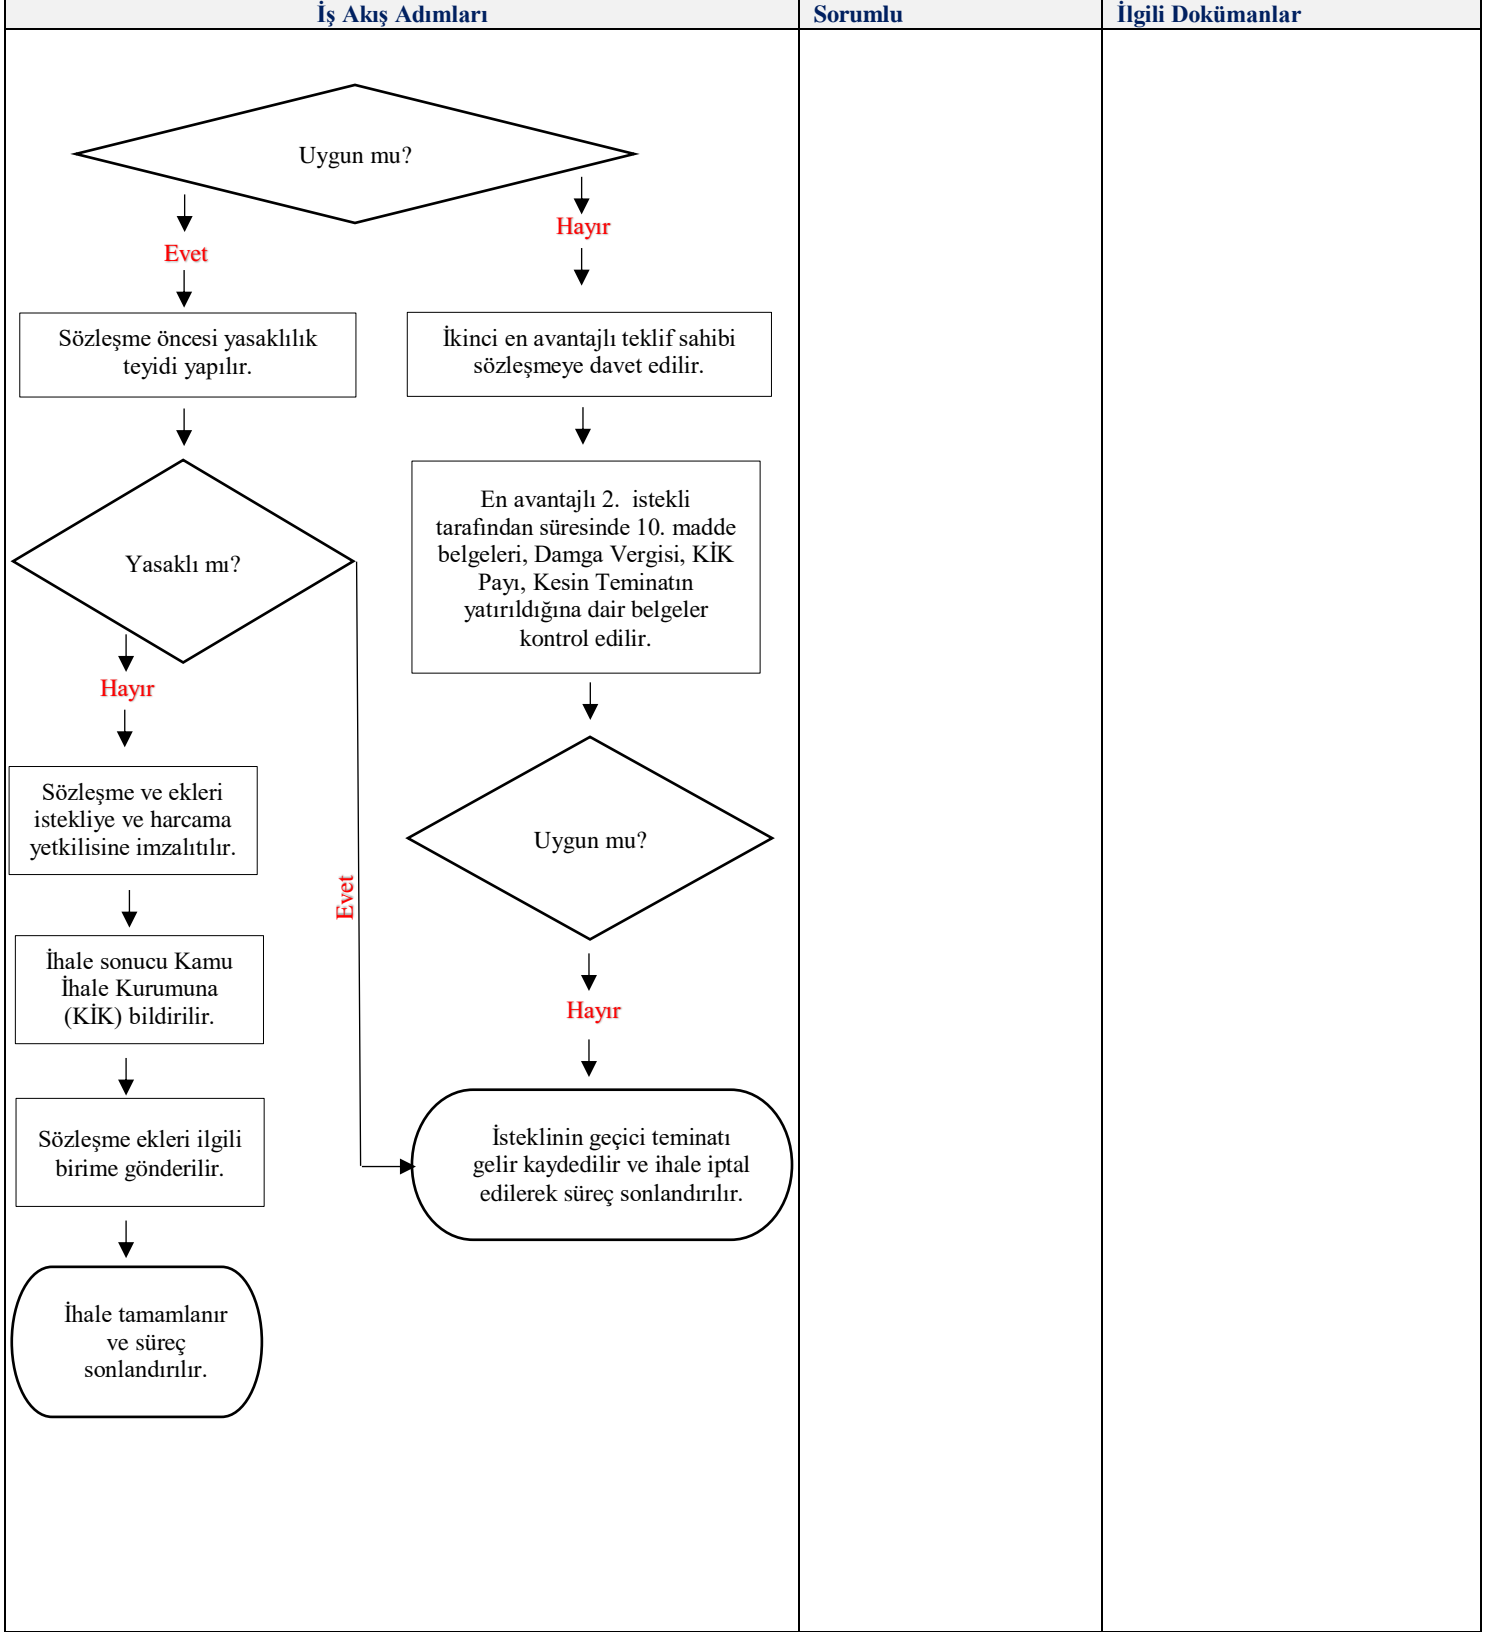 İş Akış Adımları
Sorumlu
İlgili Dokümanlar
Uygun mu?
Evet
Hayır
Sözleşme öncesi yasaklılık
teyidi yapılır.
İkinci en avantajlı teklif sahibi
sözleşmeye davet edilir.
Yasaklı mı?
En avantajlı 2.  istekli
tarafından süresinde 10. madde
belgeleri, Damga Vergisi, KİK
Payı, Kesin Teminatın
yatırıldığına dair belgeler
kontrol edilir.
Hayır
Evet
Sözleşme ve ekleri
istekliye ve harcama
yetkilisine imzalıtılır.
Uygun mu?
İhale sonucu Kamu
İhale Kurumuna
(KİK) bildirilir.
Hayır
Sözleşme ekleri ilgili
birime gönderilir.
İsteklinin geçici teminatı
gelir kaydedilir ve ihale iptal
edilerek süreç sonlandırılır.
İhale tamamlanır
ve süreç
sonlandırılır.